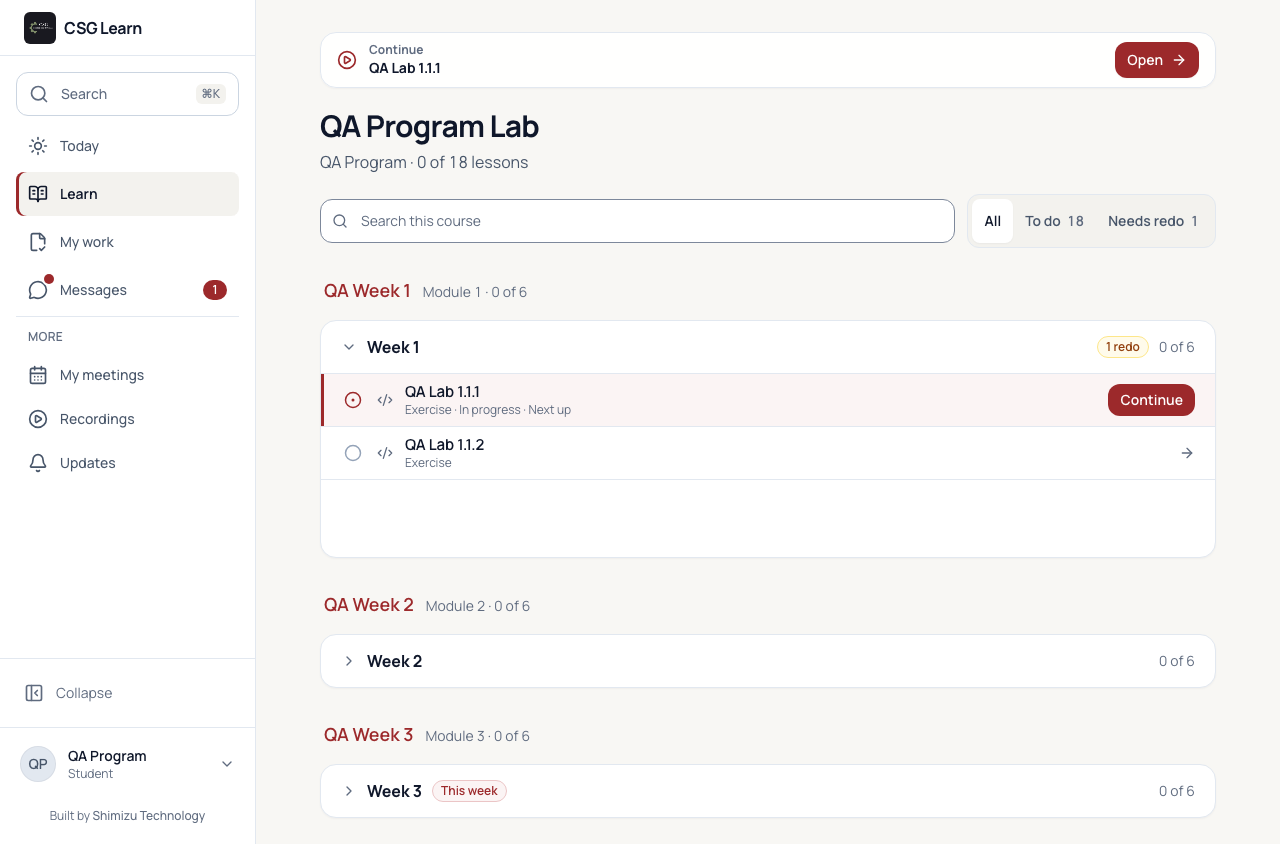 CSG Learn
Search ⌘K
Today
Learn
My work
Messages 1
MORE
My meetings
Recordings
Updates
Collapse
QP
QA Program
Student
Built by Shimizu Technology
Continue
QA Lab 1.1.1
Open
QA Program Lab
QA Program · 0 of 18 lessons
Search this course
All To do 18 Needs redo 1
QA Week 1 Module 1 · 0 of 6
Week 1 1 redo 0 of 6
QA Lab 1.1.1
Exercise · In progress · Next up
Continue
QA Lab 1.1.2
Exercise
QA Week 2 Module 2 · 0 of 6
Week 2 0 of 6
QA Week 3 Module 3 · 0 of 6
Week 3 This week 0 of 6